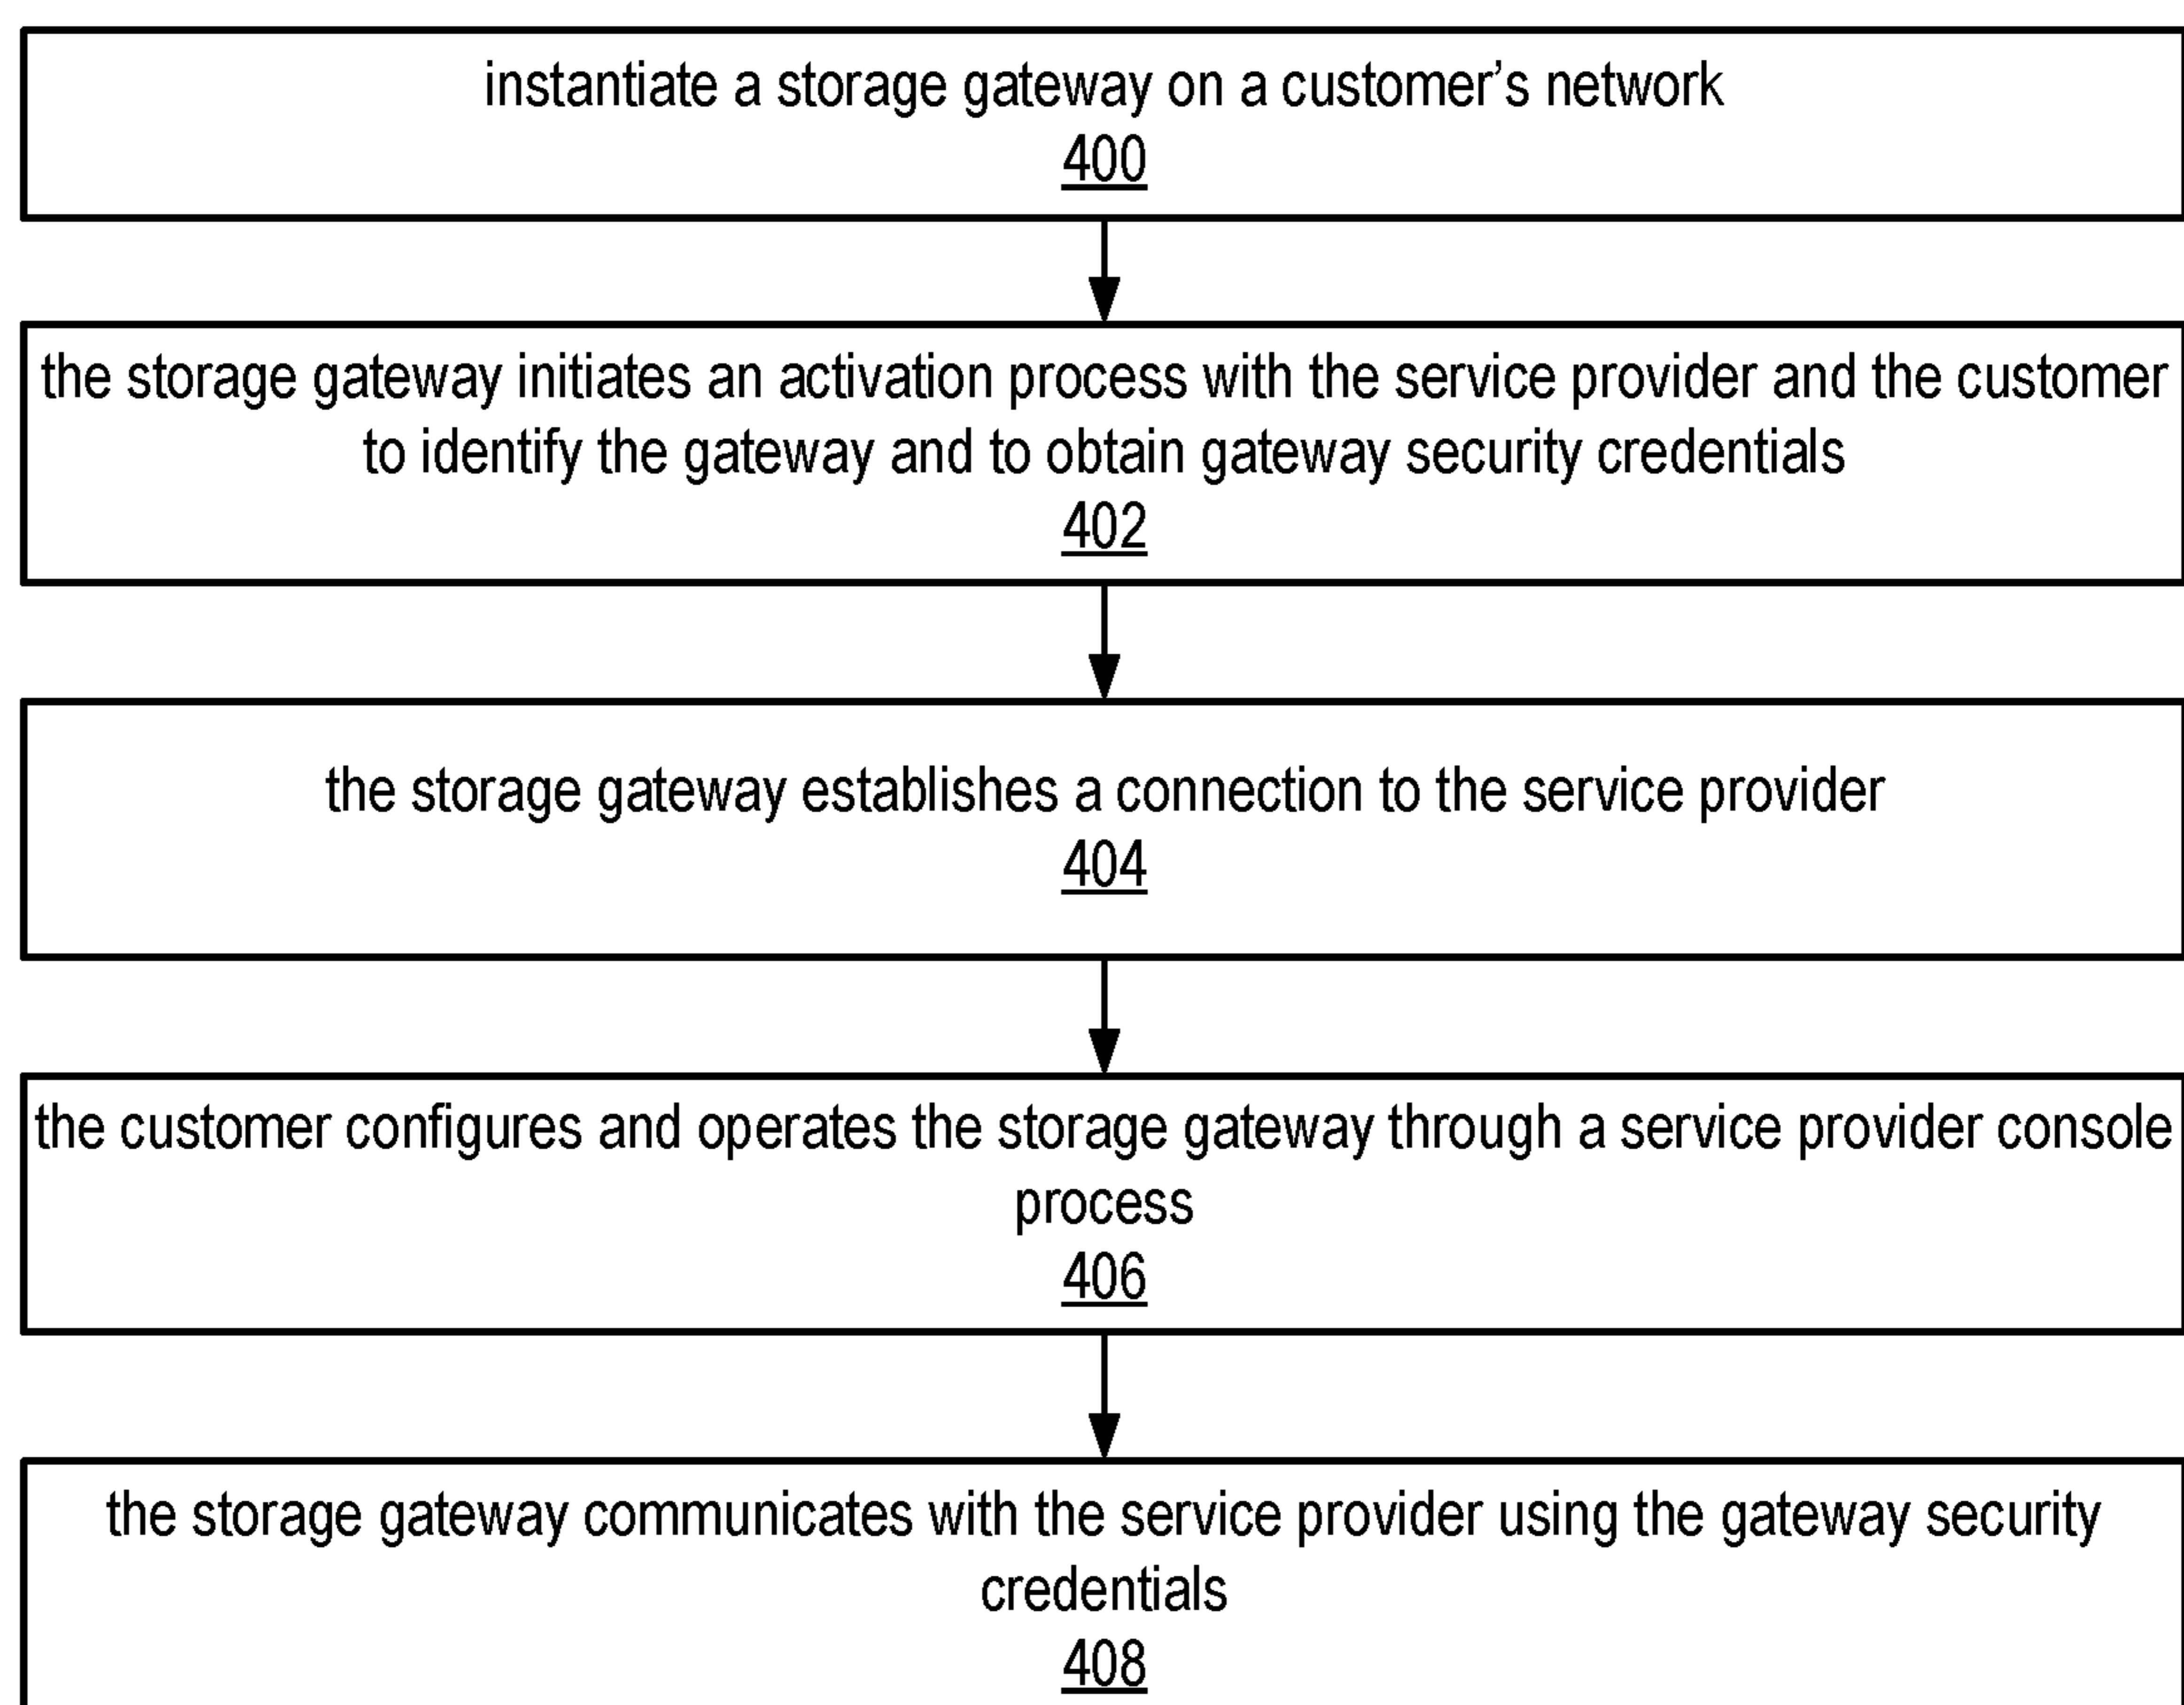 instantiate a storage gateway on a customer’s network
400
the storage gateway initiates an activation process with the service provider and the customer
to identify the gateway and to obtain gateway security credentials
402
the storage gateway establishes a connection to the service provider
404
the customer configures and operates the storage gateway through a service provider console
process
406
the storage gateway communicates with the service provider using the gateway security
credentials
408